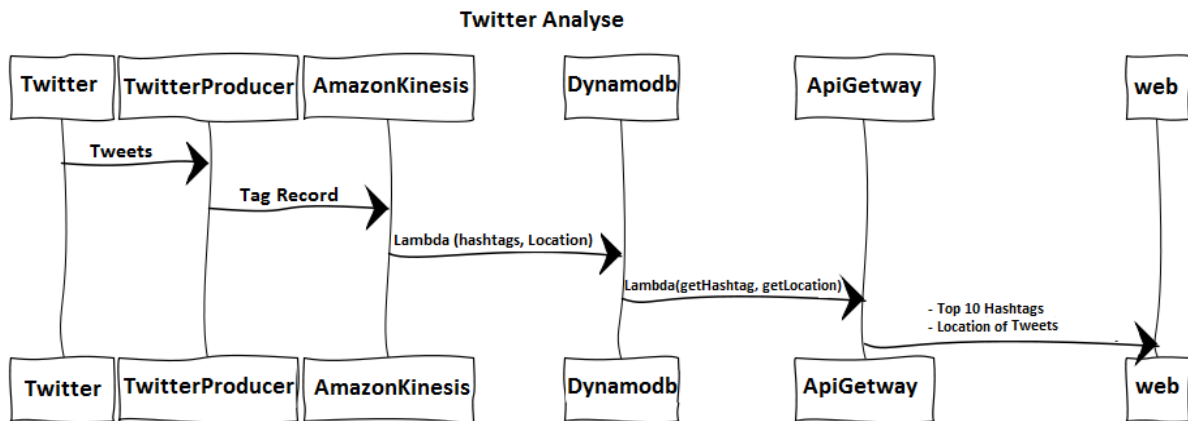 Twitter Analyse
Twitter
TwitterProducer
AmazonKinesis
Dynamodb
ApiGetway
web
Tweets
Tag Record
Lambda (hashtags, Location)
Lambda(getHashtag, getLocation)
- Top 10 Hashtags
- Location of Tweets
Twitter
TwitterProducer
AmazonKinesis
Dynamodb
ApiGetway
web